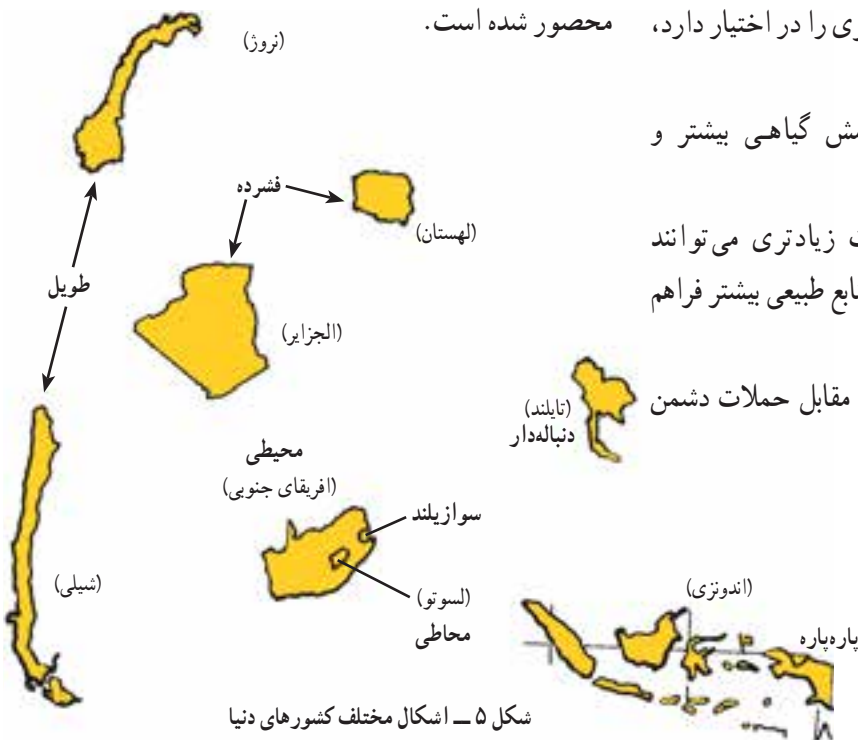 ری را در اختیار دارد،
مش گیاهی بیشتر و
زیادتری می‌توانند
ابع طبیعی بیشتر فراهم
مقابل حملات دشمن
محصور شده است.
(نروژ)
فشرده
(لهستان)
طویل
(الجزایر)
(تایلند)
دنباله‌دار
محیطی
(افریقای جنوبی)
سوازیلند
(لسوتو)
محاطی
(شیلی)
(اندونزی)
پاره‌پاره
شکل ۵ ــ اشکال مختلف کشورهای دنیا